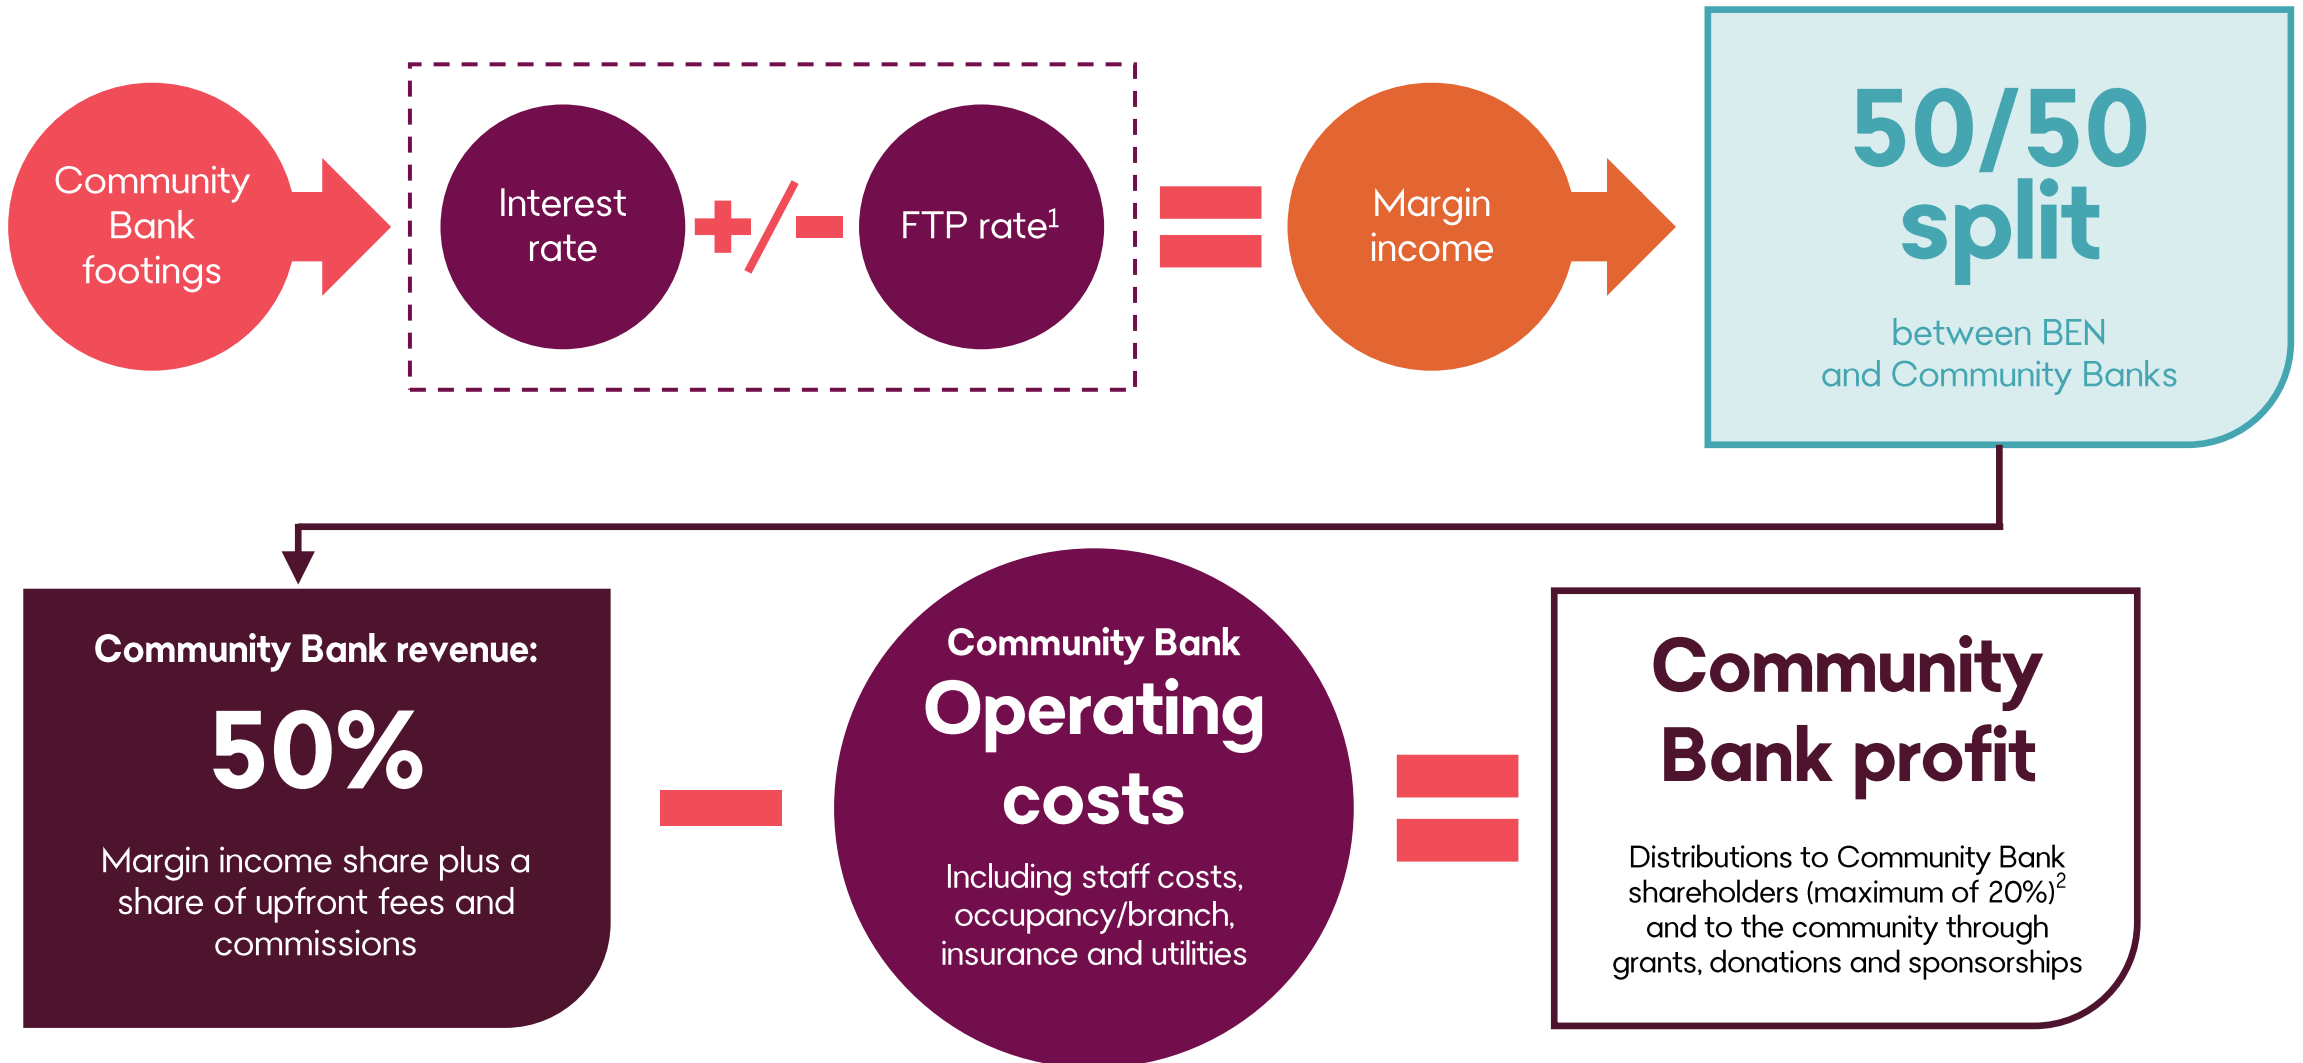 Community
Bank
footings
Interest
rate
+/-
FTP rate¹
=
Margin
income
50/50
split
between BEN
and Community Banks
Community Bank revenue:
50%
Margin income share plus a
share of upfront fees and
commissions
-
Community Bank
Operating
costs
Including staff costs,
occupancy/branch,
insurance and utilities
=
Community
Bank profit
Distributions to Community Bank
shareholders (maximum of 20%)²
and to the community through
grants, donations and sponsorships